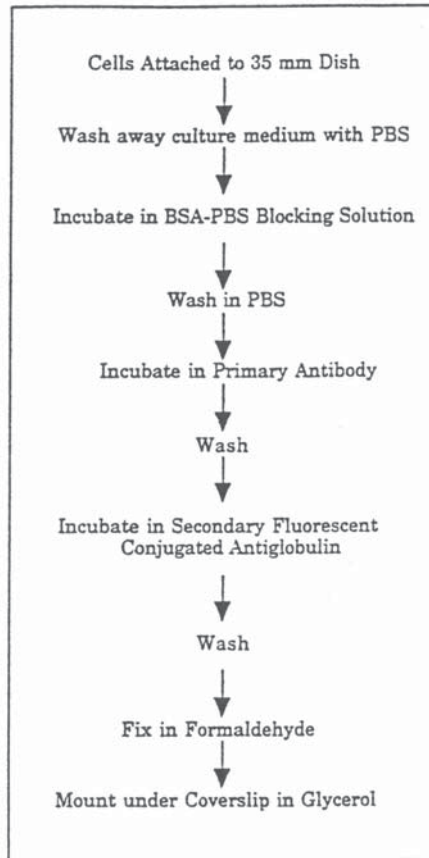 Cells Attached to 35 mm Dish
Wash away culture medium with PBS
Incubate in BSA-PBS Blocking Solution
Wash in PBS
Incubate in Primary Antibody
Wash
Incubate in Secondary Fluorescent
Conjugated Antiglobulin
Wash
Fix in Formaldehyde
Mount under Coverslip in Glycerol